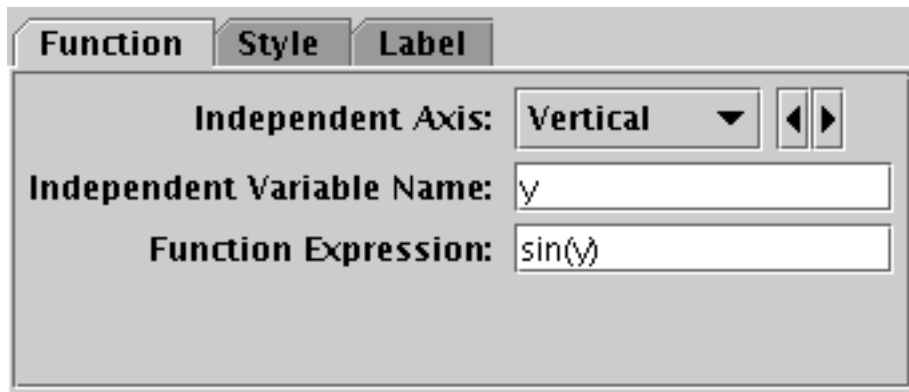 Function Style Label
Independent Axis: Vertical
Independent Variable Name: y
Function Expression: sin(y)